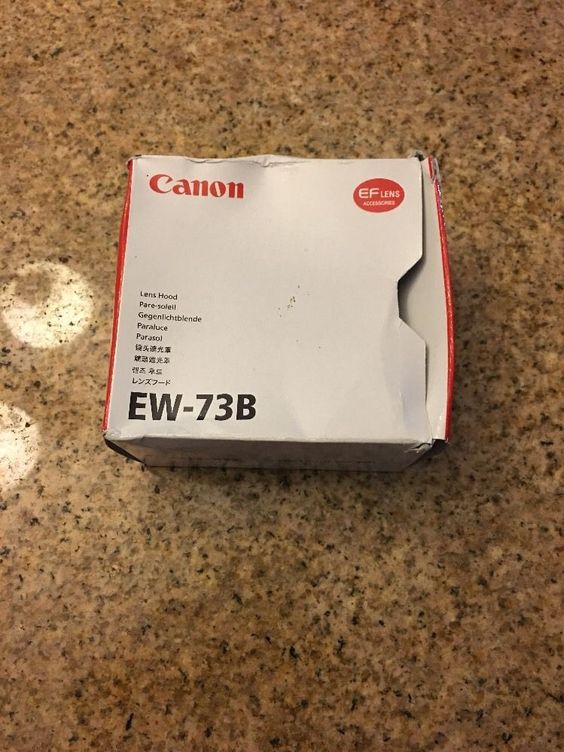 Canon
EF LENS
ACCESSORIES
Lens Hood
Pare-soleil
Gegenlichtblende
Paraluce
Parasol
镜头遮光罩
鏡頭遮光罩
렌즈 후드
レンズフード
EW-73B